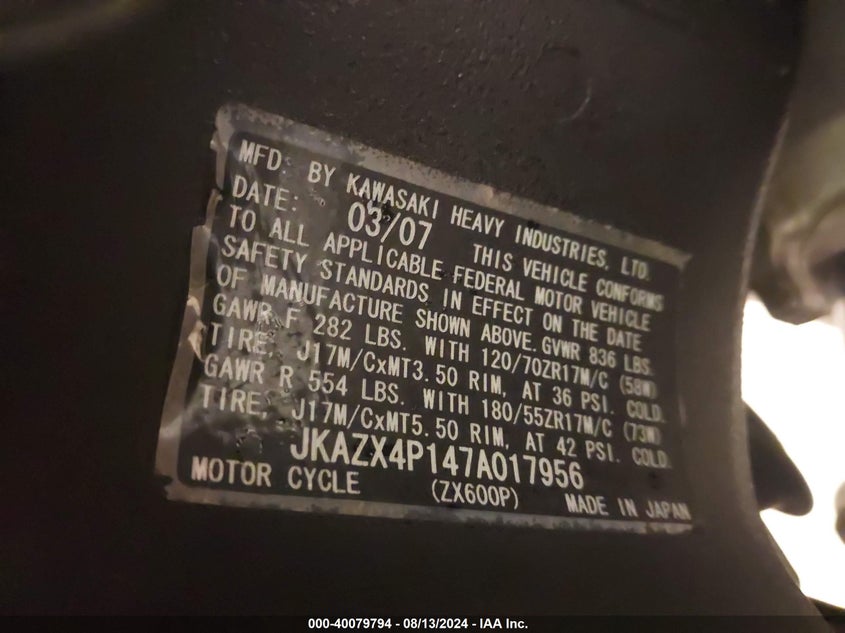 MFD. BY KAWASAKI HEAVY INDUSTRIES, LTD.
DATE: 03/07 THIS VEHICLE CONFORMS
TO ALL APPLICABLE FEDERAL MOTOR VEHICLE
SAFETY STANDARDS IN EFFECT ON THE DATE
OF MANUFACTURE SHOWN ABOVE. GVWR 836 LBS.
GAWR F 282 LBS. WITH 120/70ZR17M/C (58W)
TIRE, J17M/CxMT3.50 RIM, AT 36 PSI. COLD.
GAWR R 554 LBS. WITH 180/55ZR17M/C (73W)
TIRE, J17M/CxMT5.50 RIM, AT 42 PSI. COLD.
JKAZX4P147A017956
MOTOR CYCLE (ZX600P) MADE IN JAPAN
000-40079794 - 08/13/2024 - IAA Inc.